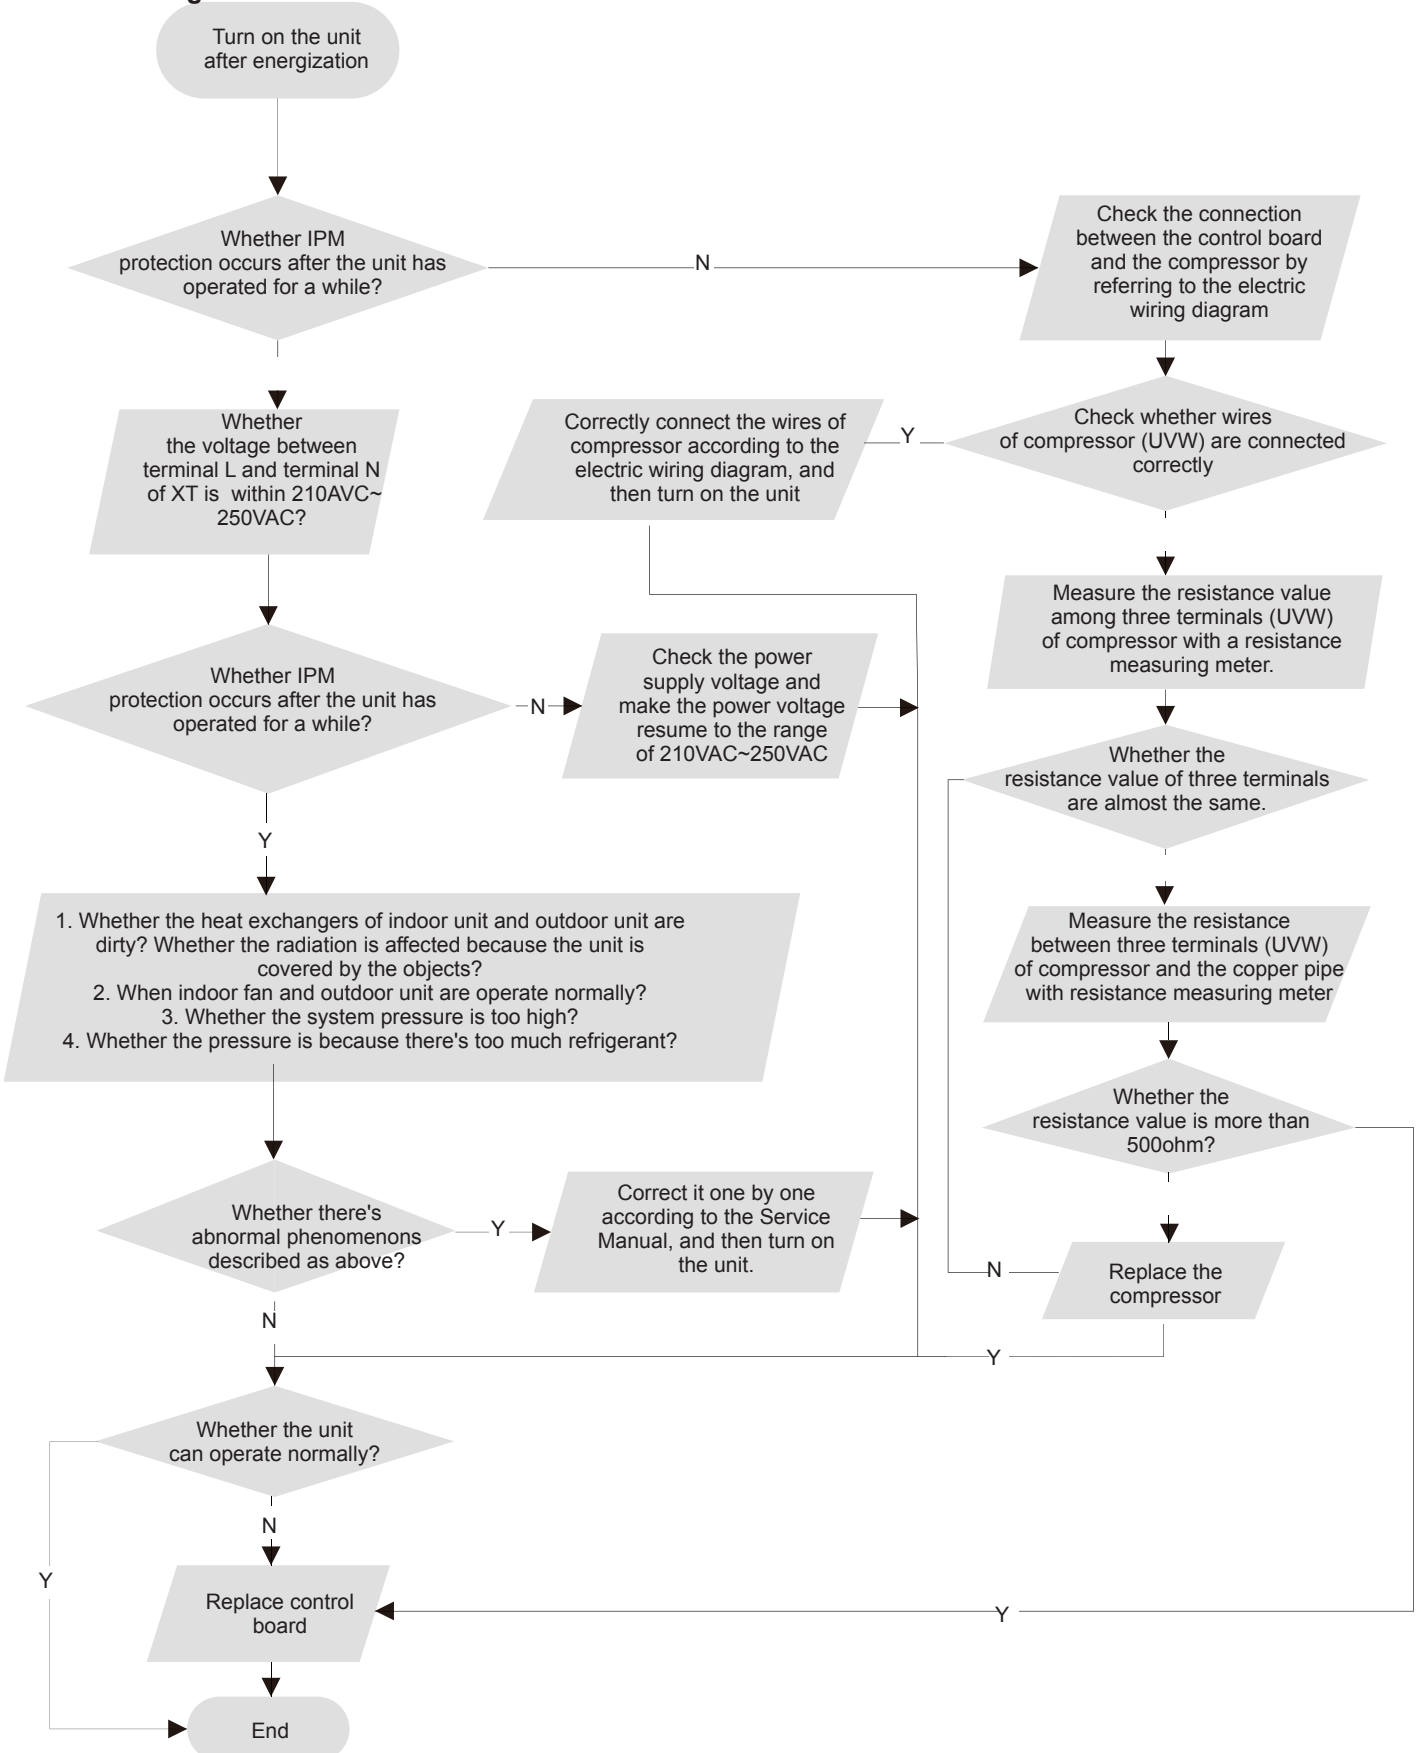 Turn on the unit
after energization
Whether IPM
protection occurs after the unit has
operated for a while?
N
Check the connection
between the control board
and the compressor by
referring to the electric
wiring diagram
Whether
the voltage between
terminal L and terminal N
of XT is within 210AVC~
250VAC?
Correctly connect the wires of
compressor according to the
electric wiring diagram, and
then turn on the unit
Y
Check whether wires
of compressor (UVW) are connected
correctly
Measure the resistance value
among three terminals (UVW)
of compressor with a resistance
measuring meter.
Whether IPM
protection occurs after the unit has
operated for a while?
N
Check the power
supply voltage and
make the power voltage
resume to the range
of 210VAC~250VAC
Whether the
resistance value of three terminals
are almost the same.
Y
1. Whether the heat exchangers of indoor unit and outdoor unit are
dirty? Whether the radiation is affected because the unit is
covered by the objects?
2. When indoor fan and outdoor unit are operate normally?
3. Whether the system pressure is too high?
4. Whether the pressure is because there's too much refrigerant?
Measure the resistance
between three terminals (UVW)
of compressor and the copper pipe
with resistance measuring meter
Whether the
resistance value is more than
500ohm?
Whether there's
abnormal phenomenons
described as above?
Y
Correct it one by one
according to the Service
Manual, and then turn on
the unit.
N
Replace the
compressor
N
Y
Whether the unit
can operate normally?
N
Y
Replace control
board
Y
End